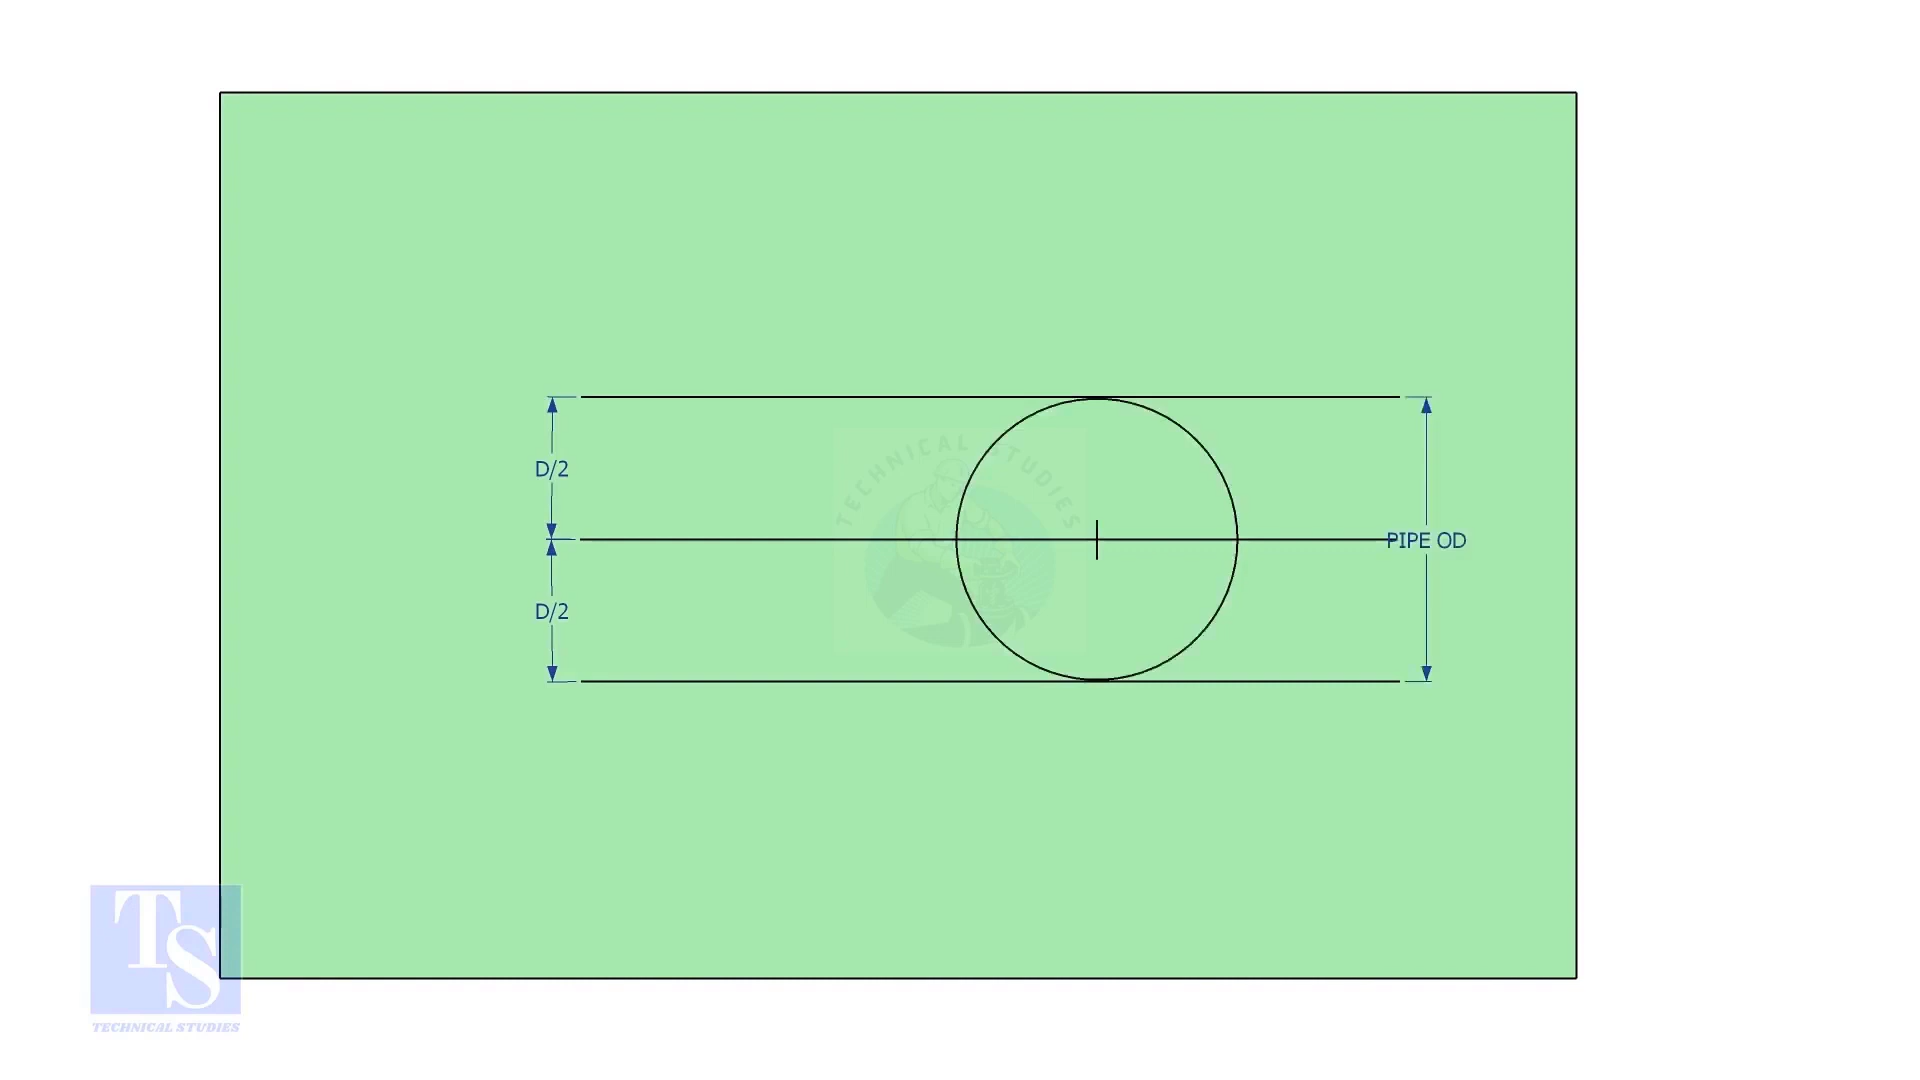 D/2
TECHNICAL STUDIES
PIPE OD
D/2
TS
TECHNICAL STUDIES